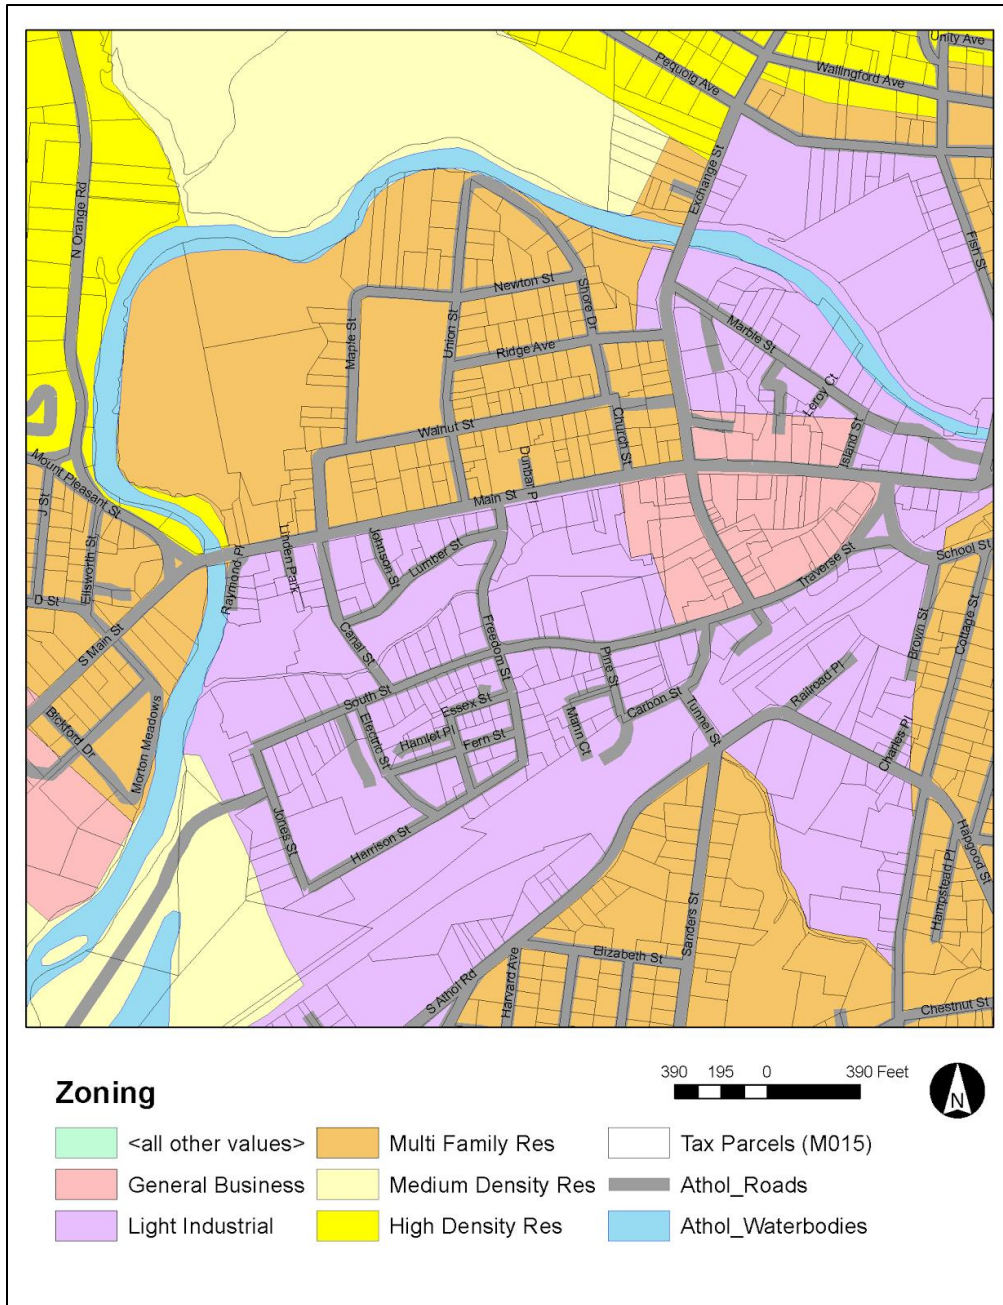 Unity Ave
Pequoig Ave
Wallingford Ave
N Orange Rd
Exchange St
Fish St
Newton St
Shore Dr
Maple St
Union St
Marble St
Ridge Ave
Leroy Ct
Walnut St
Church St
Island St
Dunbar Pl
Mount Pleasant St
Main St
J St
Ellsworth St
Linden Park
Johnson St
Lumber St
Raymond Pl
Traverse St
School St
D St
S Main St
Canal St
Freedom St
Brown St
Cottage St
Pine St
Railroad Pl
South St
Essex St
Carbon St
Tunnel St
Bickford Dr
Morton Meadows
Electric St
Hamlet Pl
Fern St
Mann Ct
Charles Pl
Jones St
Harrison St
Hapgood St
Hampstead Pl
Sanders St
Elizabeth St
S Athol Rd
Harvard Ave
Chestnut St
Zoning
390 195 0 390 Feet
N
<all other values>
Multi Family Res
Tax Parcels (M015)
General Business
Medium Density Res
Athol_Roads
Light Industrial
High Density Res
Athol_Waterbodies